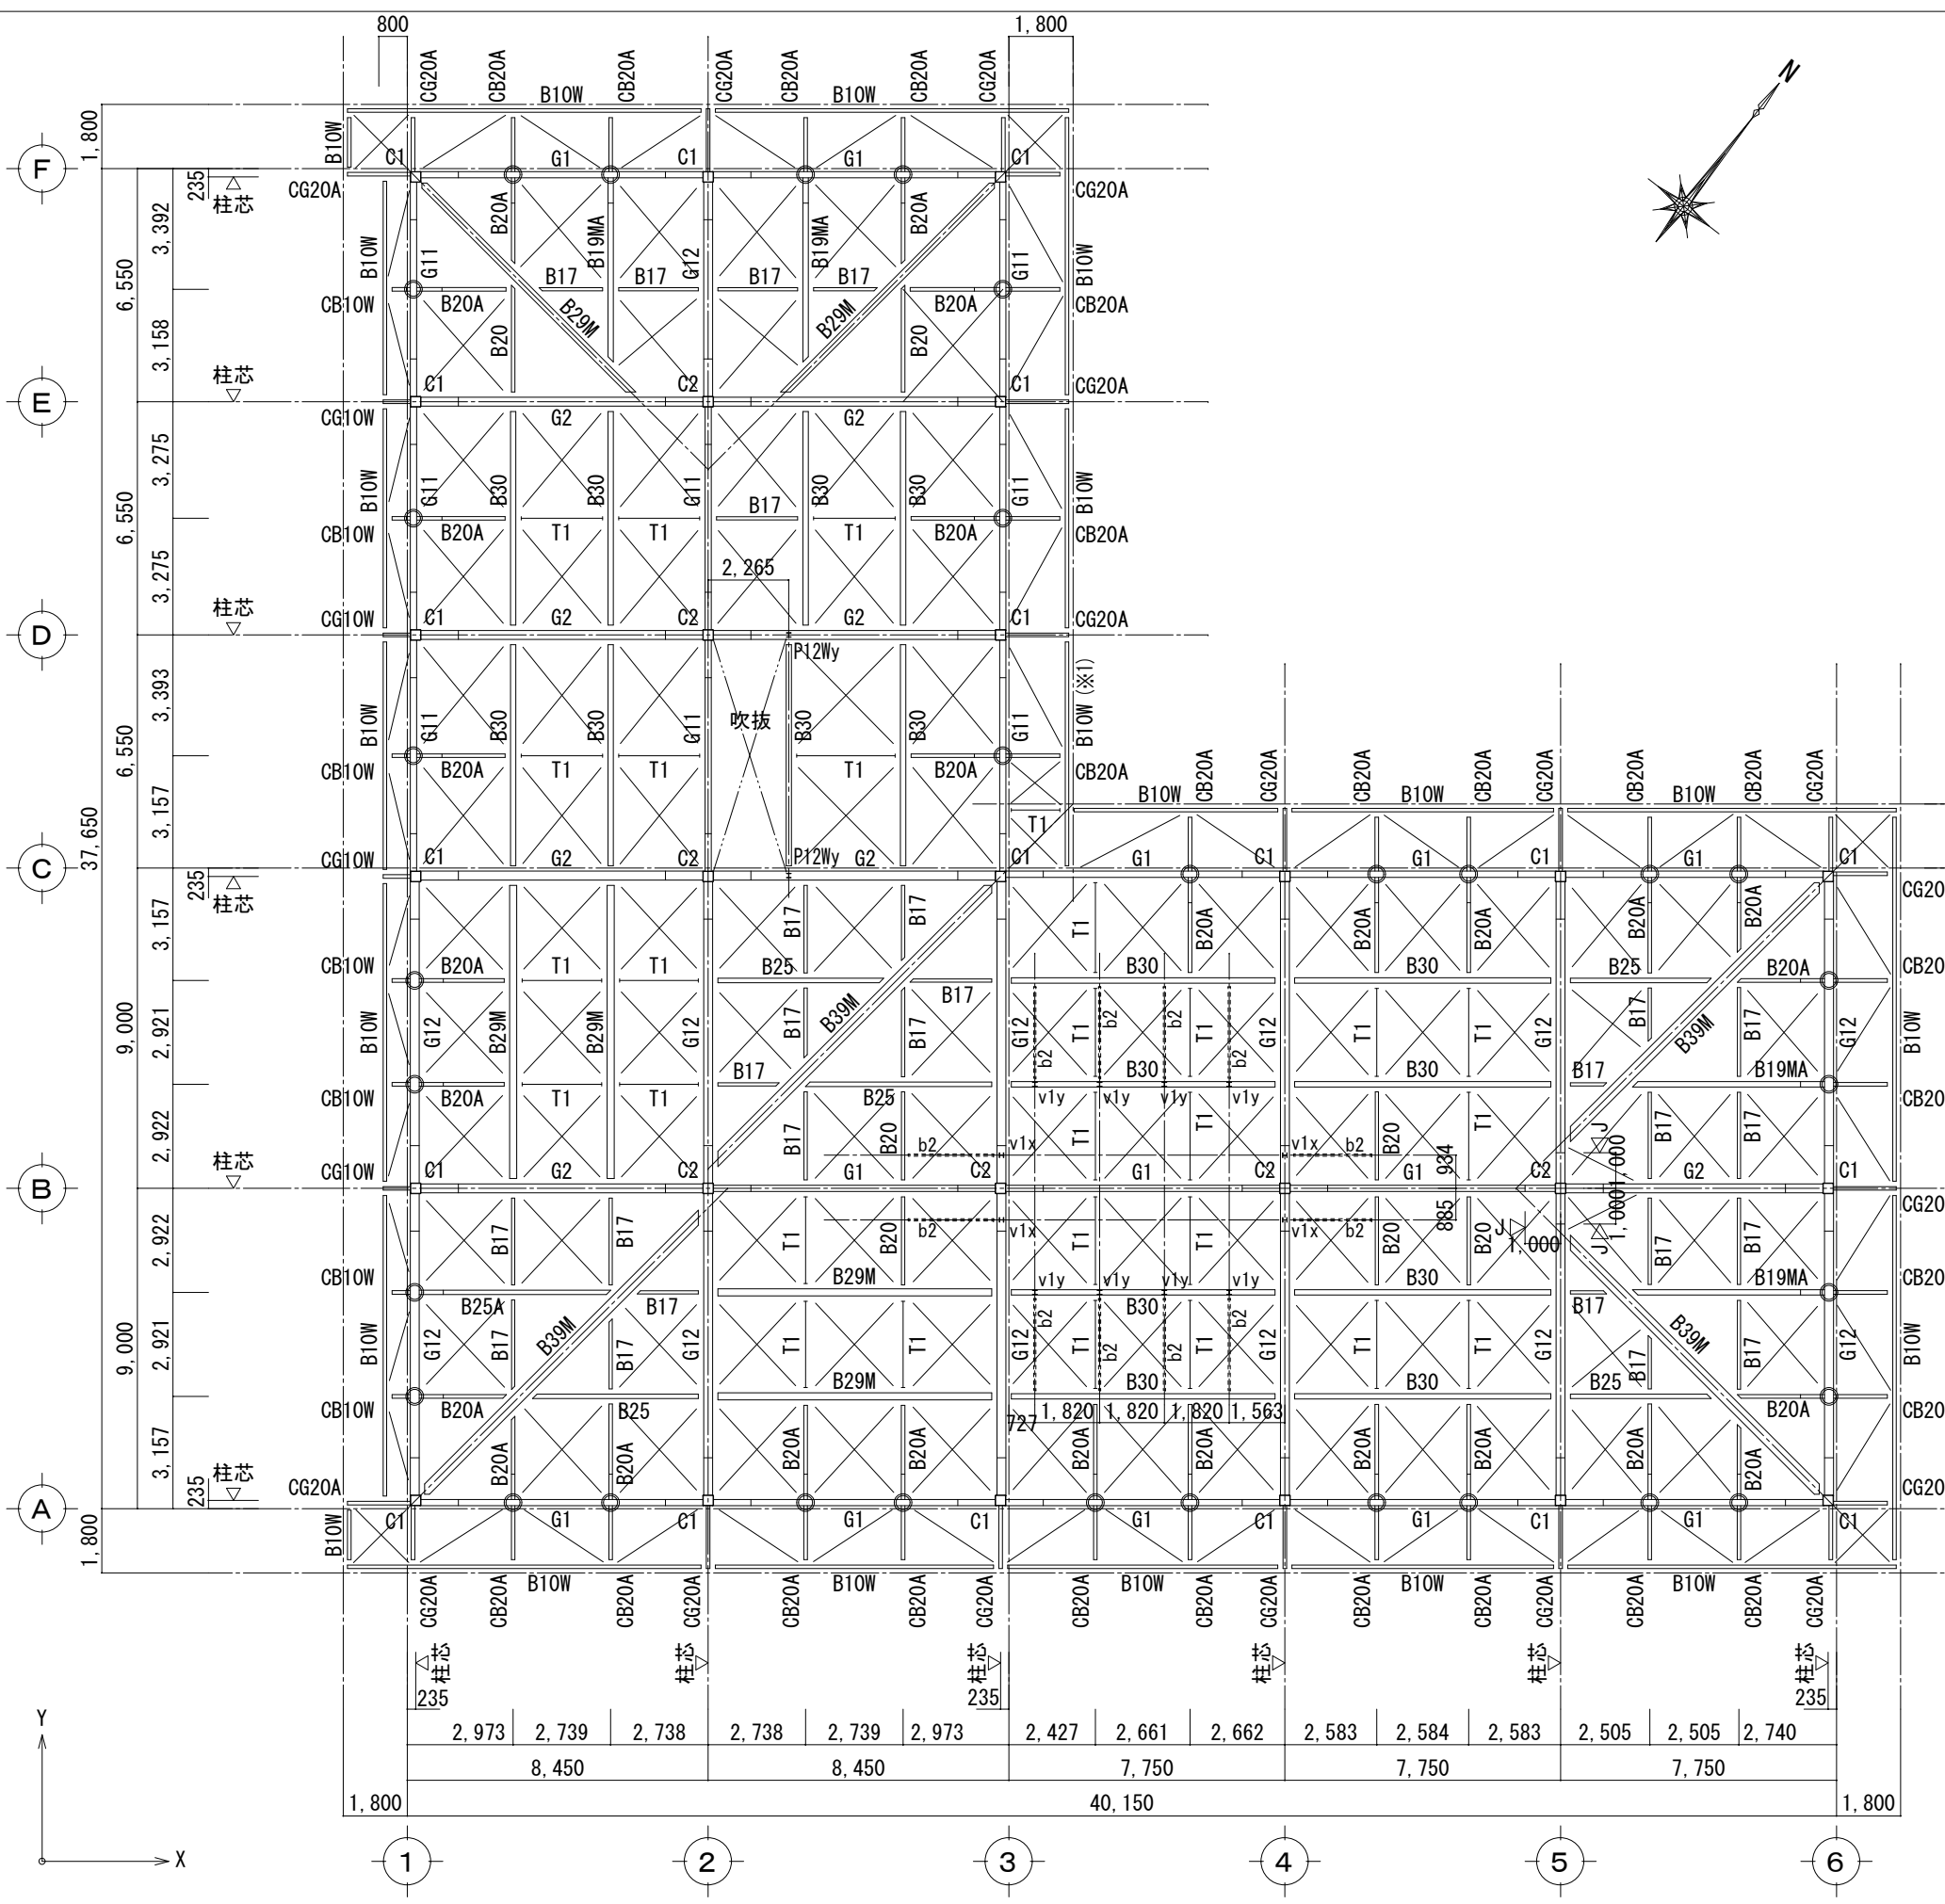 800 1,800
CG20A CB20A CB20A CG20A CB20A CB20A CG20A
B10W B10W
N
1,800
B10W C1 G1 C1 G1 C1
F
235 柱芯 CG20A CG20A
3,392 B20A B19MA G12 B19MA B20A
6,550 B10W G11 G11 B10W
B17 B17 B17 B17
CB10W B20A B20A CB20A
3,158 B29M B20 B29M B20
柱芯 C1 C2 C1 CG20A
E
CG10W G2 G2
3,275
6,550 B10W G11 B30 B30 G11 B30 B30 G11 B10W
B17
CB10W B20A T1 T1 T1 B20A CB20A
3,275 2,265
柱芯 CG10W C1 G2 C2 G2 C1 CG20A
D
P12Wy
3,393 B10W (※1)
6,550 B10W G11 B30 B30 G11 吹抜 B30 G11
CB10W B20A T1 T1 T1 B20A CB20A
CB20A CG20A CB20A CB20A CG20A CB20A CG20A
B10W B10W B10W
3,157
37,650
T1
CG10W C1 G2 C2 P12Wy G2 C1 G1 C1 G1 C1 G1 C1
C
235 柱芯 CG20
3,157 B17 B17 T1 B20A B20A B20A B20A B20A
CB10W B20A T1 T1 B25 B30 B30 B25 B20A CB20
B17
9,000 2,921 B10W G12 B29M B29M G12 B17 B39M B17 G12 T1 b2 b2 T1 G12 T1 T1 G12 B17 B39M B17 G12 B10W
b2 b2
B17 B30 B30 B17 B19MA
CB10W B20A T1 T1 B25 v1y v1y v1y v1y CB20
2,922 B17 B20 T1 T1 B20 T1 B17 B17
b2 v1x v1x b2 J
934 1,000
柱芯 CG10W C1 G2 C2 G1 C2 G1 C2 G1 C2 G2 C1
B
CG20
885 1,000
b2 v1x v1x b2 J J
1,000
2,922 B17 B17 T1 B20 T1 T1 B20 B20 B17 B17
CB10W B29M v1y v1y v1y v1y B30 B19MA CB20
B25A B17 B30 B17
b2 b2
9,000 2,921 B10W G12 B17 B39M B17 G12 T1 T1 G12 T1 b2 b2 T1 G12 T1 T1 G12 B17 B39M B17 G12 B10W
CB10W B29M B30 B30 B25 CB20
B20A B25 B20A
727 1,820 1,820 1,820 1,563
3,157 B20A B20A B20A B20A B20A B20A B20A B20A B20A B20A
柱芯 CG20A CG20
235
A
C1 G1 C1 G1 C1 G1 C1 G1 C1 G1 C1
1,800 B10W
B10W B10W B10W B10W B10W
CG20A CB20A CB20A CG20A CB20A CB20A CG20A CB20A CB20A CG20A CB20A CB20A CG20A CB20A CB20A CG20A
柱芯 柱芯 柱芯 柱芯 柱芯 柱芯
235 235 235
Y
2,973 2,739 2,738 2,738 2,739 2,973 2,427 2,661 2,662 2,583 2,584 2,583 2,505 2,505 2,740
8,450 8,450 7,750 7,750 7,750
1,800 40,150 1,800
X
1 2 3 4 5 6